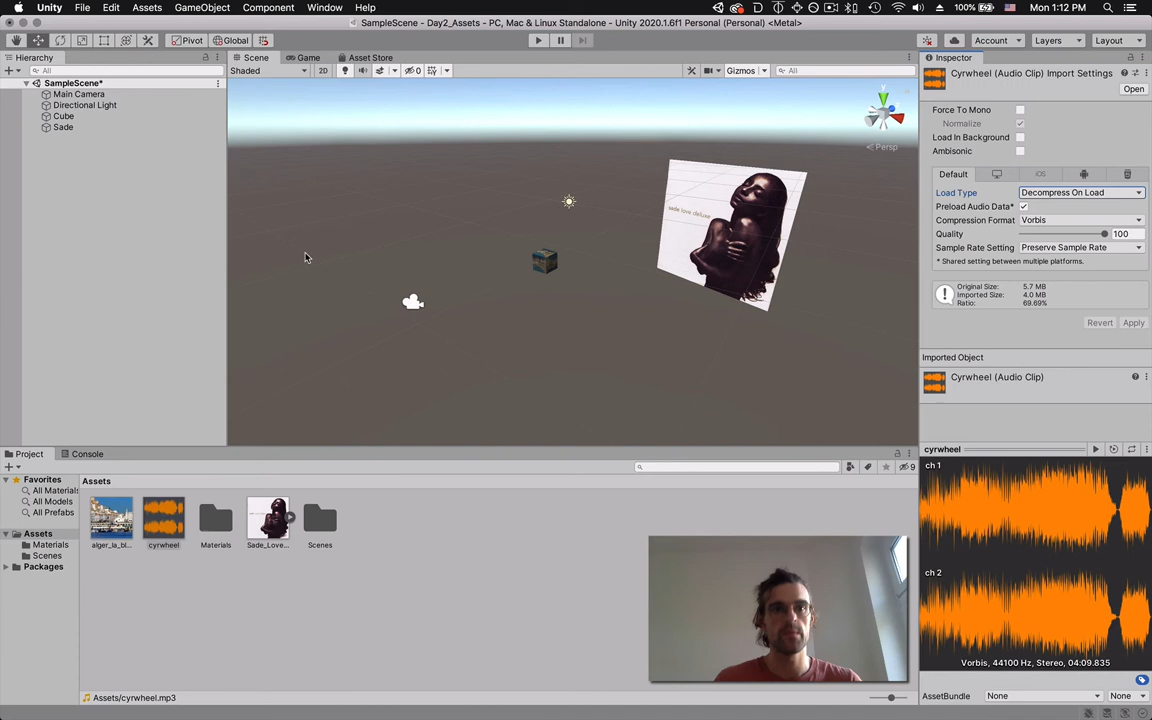 Unity File Edit Assets GameObject Component Window Help 100% Mon 1:12 PM
SampleScene - Day2_Assets - PC, Mac & Linux Standalone - Unity 2020.1.6f1 Personal (Personal) <Metal>
Pivot Global Account Layers Layout
Hierarchy Scene Game Asset Store Inspector
All Shaded 2D 0 Gizmos All
Cyrwheel (Audio Clip) Import Settings
Open
SampleScene*
Main Camera
Directional Light
Cube
Sade
Persp
sade love deluxe
Force To Mono
Normalize
Load In Background
Ambisonic
Default
Load Type Decompress On Load
Preload Audio Data*
Compression Format Vorbis
Quality 100
Sample Rate Setting Preserve Sample Rate
* Shared setting between multiple platforms.
Original Size: 5.7 MB
Imported Size: 4.0 MB
Ratio: 69.69%
Revert Apply
Imported Object
Cyrwheel (Audio Clip)
Project Console
9
Favorites
All Materials
All Models
All Prefabs
Assets
Materials
Scenes
Packages
Assets
alger_la_bl... cyrwheel Materials Sade_Love... Scenes
Assets/cyrwheel.mp3
cyrwheel
ch 1
ch 2
Vorbis, 44100 Hz, Stereo, 04:09.835
AssetBundle None None